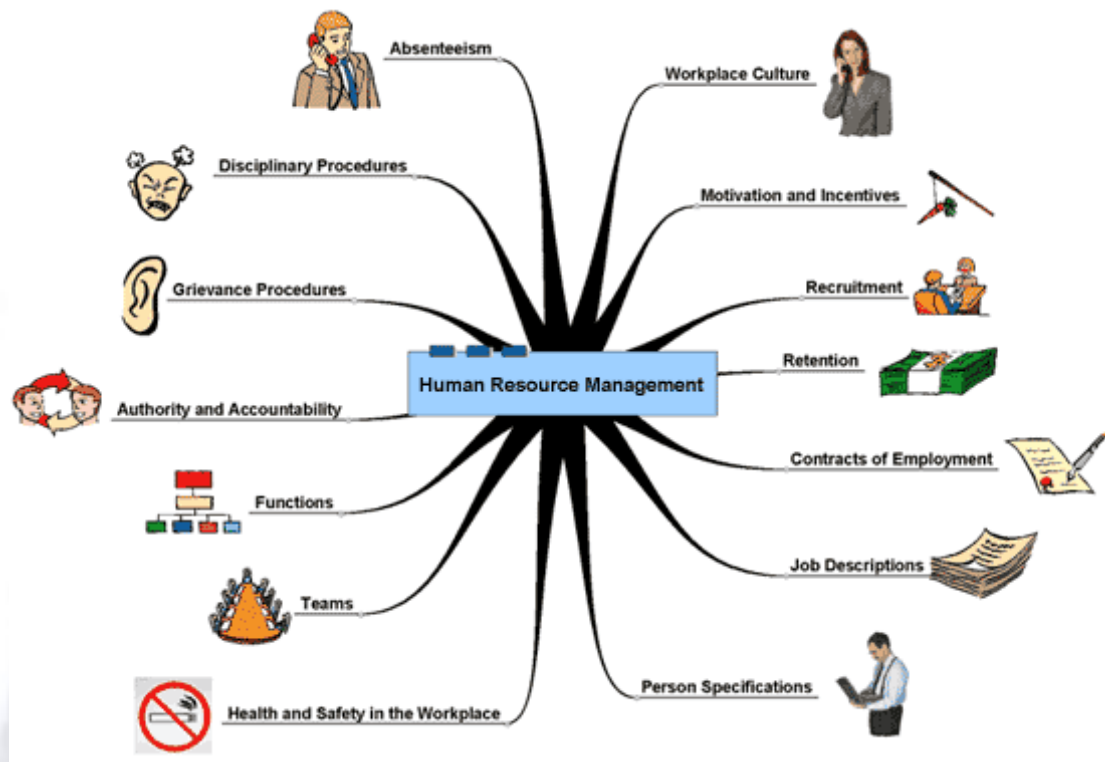 Absenteeism
Workplace Culture
Disciplinary Procedures
Motivation and Incentives
Grievance Procedures
Recruitment
Retention
Human Resource Management
Authority and Accountability
Contracts of Employment
Functions
Job Descriptions
Teams
Person Specifications
Health and Safety in the Workplace